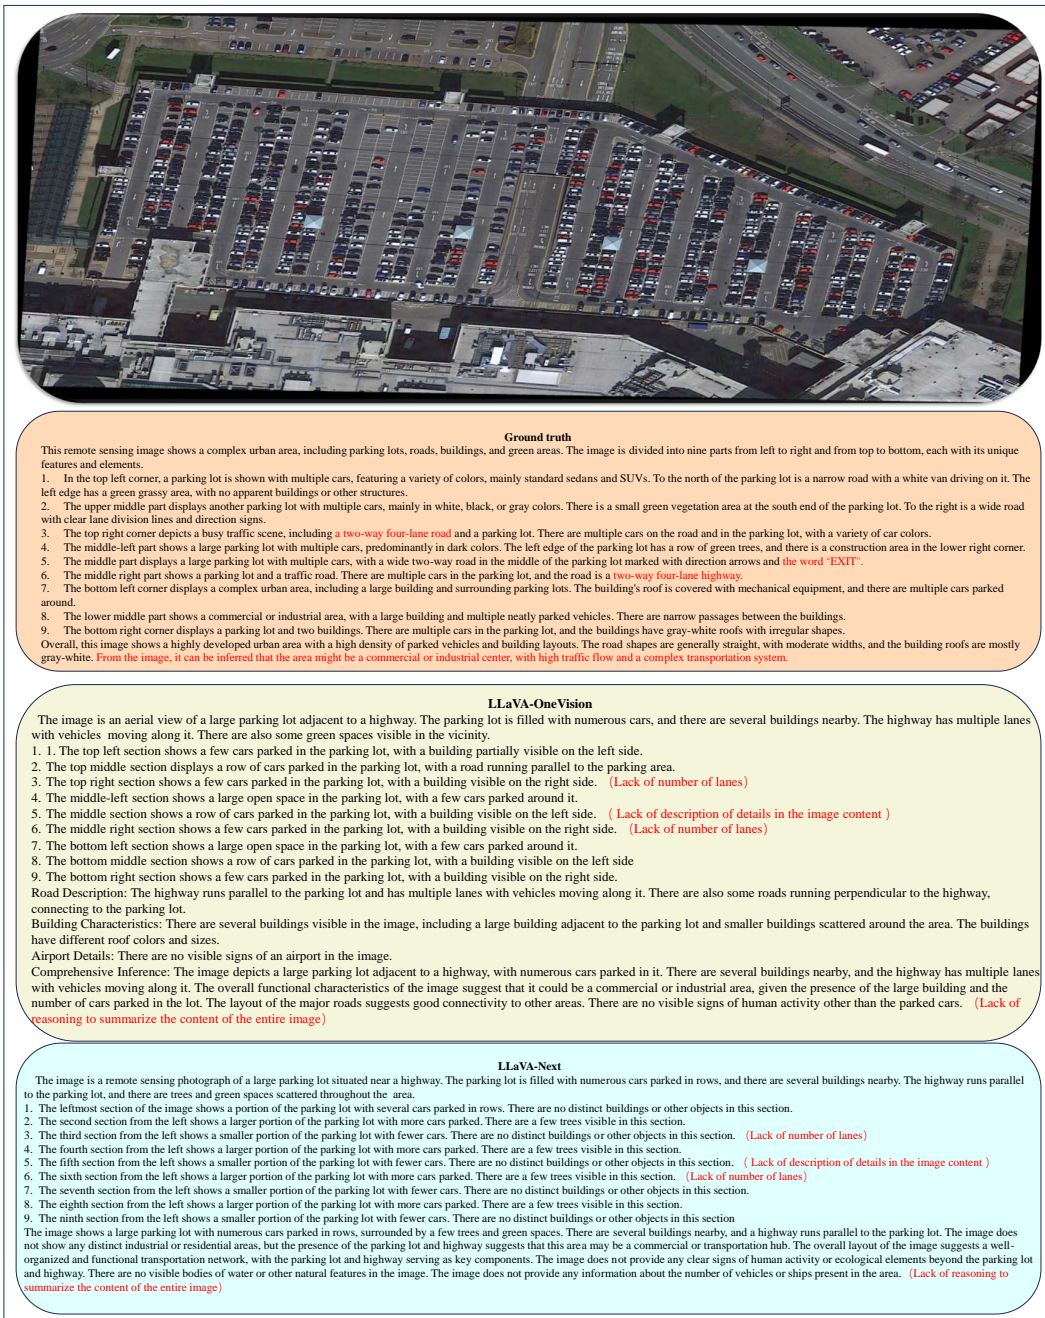 Ground truth
This remote sensing image shows a complex urban area, including parking lots, roads, buildings, and green areas. The image is divided into nine parts from left to right and from top to bottom, each with its unique
features and elements.
1. In the top left corner, a parking lot is shown with multiple cars, featuring a variety of colors, mainly standard sedans and SUVs. To the north of the parking lot is a narrow road with a white van driving on it. The
left edge has a green grassy area, with no apparent buildings or other structures.
2. The upper middle part displays another parking lot with multiple cars, mainly in white, black, or gray colors. There is a small green vegetation area at the south end of the parking lot. To the right is a wide road
with clear lane division lines and direction signs.
3. The top right corner depicts a busy traffic scene, including a two-way four-lane road and a parking lot. There are multiple cars on the road and in the parking lot, with a variety of car colors.
4. The middle-left part shows a large parking lot with multiple cars, predominantly in dark colors. The left edge of the parking lot has a row of green trees, and there is a construction area in the lower right corner.
5. The middle part displays a large parking lot with multiple cars, with a wide two-way road in the middle of the parking lot marked with direction arrows and the word “EXIT”.
6. The middle right part shows a parking lot and a traffic road. There are multiple cars in the parking lot, and the road is a two-way four-lane highway.
7. The bottom left corner displays a complex urban area, including a large building and surrounding parking lots. The building's roof is covered with mechanical equipment, and there are multiple cars parked
around.
8. The lower middle part shows a commercial or industrial area, with a large building and multiple neatly parked vehicles. There are narrow passages between the buildings.
9. The bottom right corner displays a parking lot and two buildings. There are multiple cars in the parking lot, and the buildings have gray-white roofs with irregular shapes.
Overall, this image shows a highly developed urban area with a high density of parked vehicles and building layouts. The road shapes are generally straight, with moderate widths, and the building roofs are mostly
gray-white. From the image, it can be inferred that the area might be a commercial or industrial center, with high traffic flow and a complex transportation system.
LLaVA-OneVision
The image is an aerial view of a large parking lot adjacent to a highway. The parking lot is filled with numerous cars, and there are several buildings nearby. The highway has multiple lanes
with vehicles moving along it. There are also some green spaces visible in the vicinity.
1. 1. The top left section shows a few cars parked in the parking lot, with a building partially visible on the left side.
2. The top middle section displays a row of cars parked in the parking lot, with a road running parallel to the parking area.
3. The top right section shows a few cars parked in the parking lot, with a building visible on the right side. （Lack of number of lanes）
4. The middle-left section shows a large open space in the parking lot, with a few cars parked around it.
5. The middle section shows a row of cars parked in the parking lot, with a building visible on the left side. （ Lack of description of details in the image content ）
6. The middle right section shows a few cars parked in the parking lot, with a building visible on the right side. （Lack of number of lanes）
7. The bottom left section shows a large open space in the parking lot, with a few cars parked around it.
8. The bottom middle section shows a row of cars parked in the parking lot, with a building visible on the left side
9. The bottom right section shows a few cars parked in the parking lot, with a building visible on the right side.
Road Description: The highway runs parallel to the parking lot and has multiple lanes with vehicles moving along it. There are also some roads running perpendicular to the highway,
connecting to the parking lot.
Building Characteristics: There are several buildings visible in the image, including a large building adjacent to the parking lot and smaller buildings scattered around the area. The buildings
have different roof colors and sizes.
Airport Details: There are no visible signs of an airport in the image.
Comprehensive Inference: The image depicts a large parking lot adjacent to a highway, with numerous cars parked in it. There are several buildings nearby, and the highway has multiple lanes
with vehicles moving along it. The overall functional characteristics of the image suggest that it could be a commercial or industrial area, given the presence of the large building and the
number of cars parked in the lot. The layout of the major roads suggests good connectivity to other areas. There are no visible signs of human activity other than the parked cars. （Lack of
reasoning to summarize the content of the entire image）
LLaVA-Next
The image is a remote sensing photograph of a large parking lot situated near a highway. The parking lot is filled with numerous cars parked in rows, and there are several buildings nearby. The highway runs parallel
to the parking lot, and there are trees and green spaces scattered throughout the area.
1. The leftmost section of the image shows a portion of the parking lot with several cars parked in rows. There are no distinct buildings or other objects in this section.
2. The second section from the left shows a larger portion of the parking lot with more cars parked. There are a few trees visible in this section.
3. The third section from the left shows a smaller portion of the parking lot with fewer cars. There are no distinct buildings or other objects in this section. （Lack of number of lanes）
4. The fourth section from the left shows a larger portion of the parking lot with more cars parked. There are a few trees visible in this section.
5. The fifth section from the left shows a smaller portion of the parking lot with fewer cars. There are no distinct buildings or other objects in this section. （ Lack of description of details in the image content ）
6. The sixth section from the left shows a larger portion of the parking lot with more cars parked. There are a few trees visible in this section. （Lack of number of lanes）
7. The seventh section from the left shows a smaller portion of the parking lot with fewer cars. There are no distinct buildings or other objects in this section.
8. The eighth section from the left shows a larger portion of the parking lot with more cars parked. There are a few trees visible in this section.
9. The ninth section from the left shows a smaller portion of the parking lot with fewer cars. There are no distinct buildings or other objects in this section
The image shows a large parking lot with numerous cars parked in rows, surrounded by a few trees and green spaces. There are several buildings nearby, and a highway runs parallel to the parking lot. The image does
not show any distinct industrial or residential areas, but the presence of the parking lot and highway suggests that this area may be a commercial or transportation hub. The overall layout of the image suggests a well-
organized and functional transportation network, with the parking lot and highway serving as key components. The image does not provide any clear signs of human activity or ecological elements beyond the parking lot
and highway. There are no visible bodies of water or other natural features in the image. The image does not provide any information about the number of vehicles or ships present in the area. （Lack of reasoning to
summarize the content of the entire image）